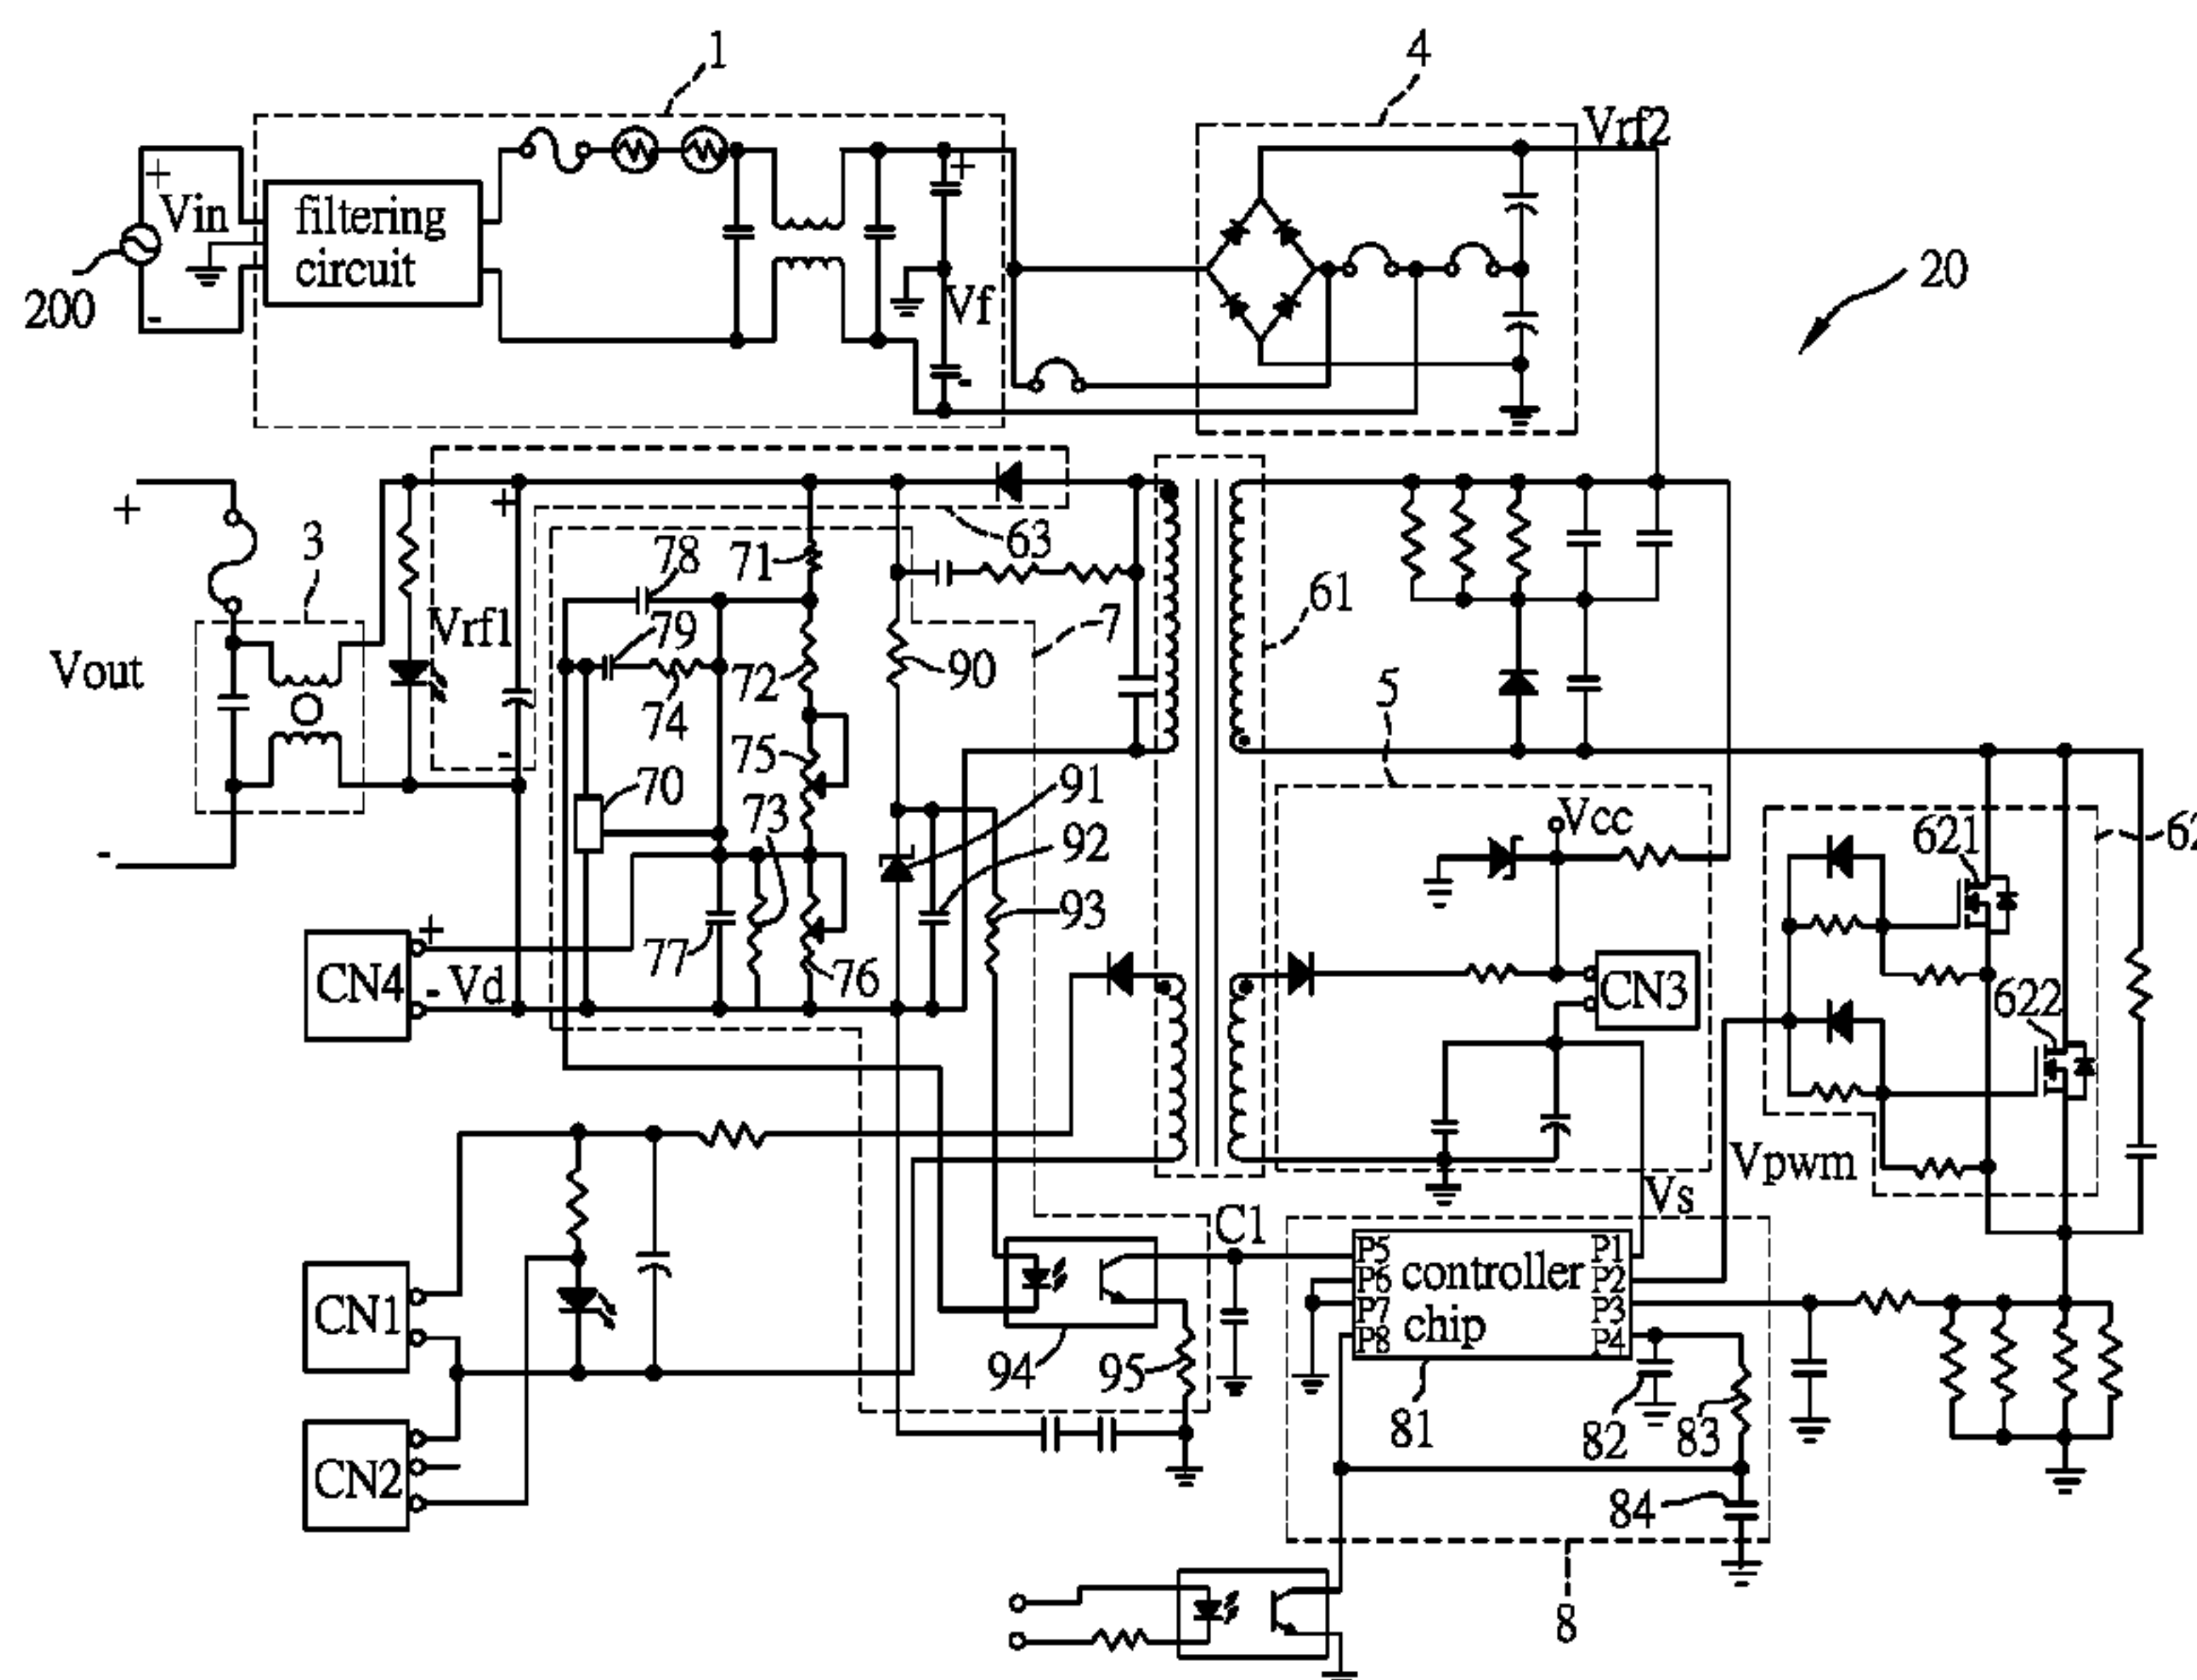 1
4
Vrf2
+
Vin
-
200
filtering
circuit
+
Vf
-
20
+
3
Vout
-
Vrf1
+
-
63
78
71
79
72
74
75
70
73
77
76
7
90
91
92
93
61
5
Vcc
CN3
621
62
622
CN4
+
- Vd
Vpwm
Vs
C1
CN1
CN2
94
95
P5
P6
P7
P8
controller
chip
P1
P2
P3
P4
81
82
83
84
8